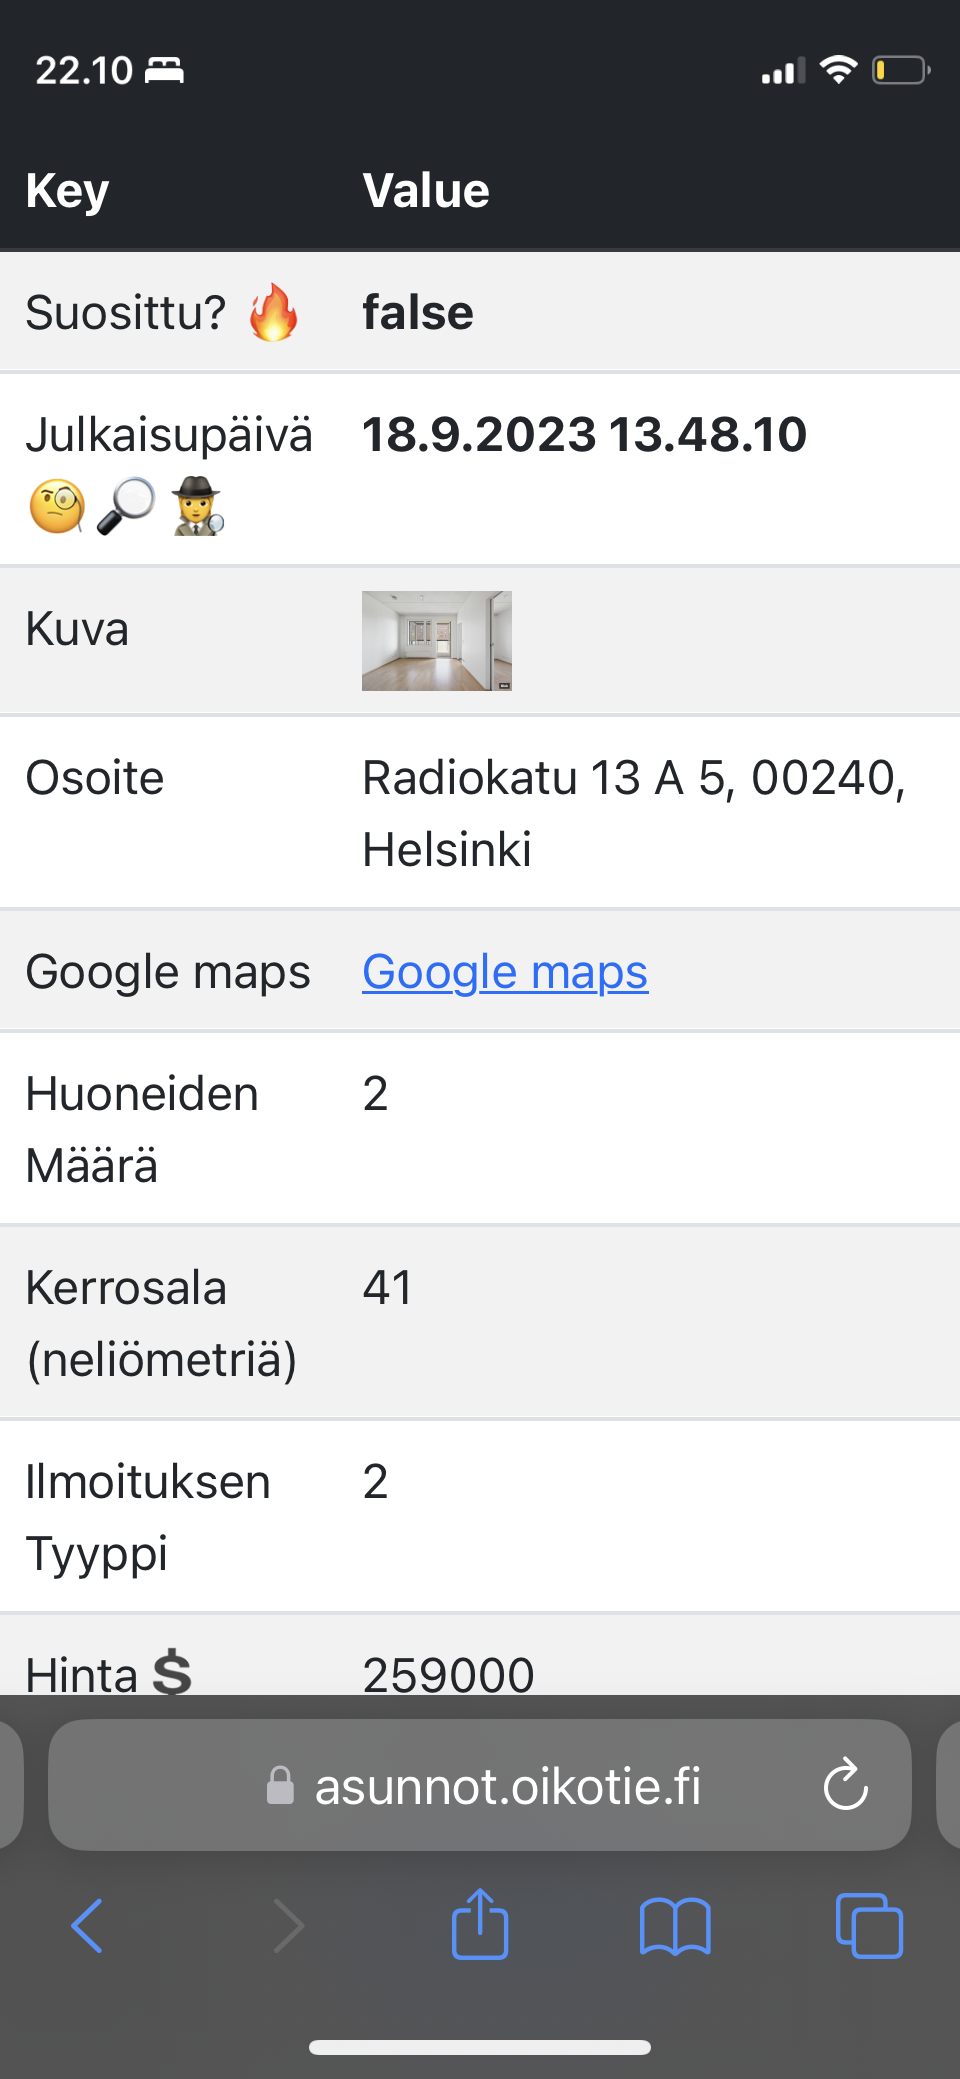 22.10
Key Value
Suosittu? 🔥 false
Julkaisupäivä 18.9.2023 13.48.10
🧐 🔎 🕵️
Kuva
Osoite Radiokatu 13 A 5, 00240,
Helsinki
Google maps Google maps
Huoneiden 2
Määrä
Kerrosala 41
(neliömetriä)
Ilmoituksen 2
Tyyppi
Hinta 💲 259000
asunnot.oikotie.fi